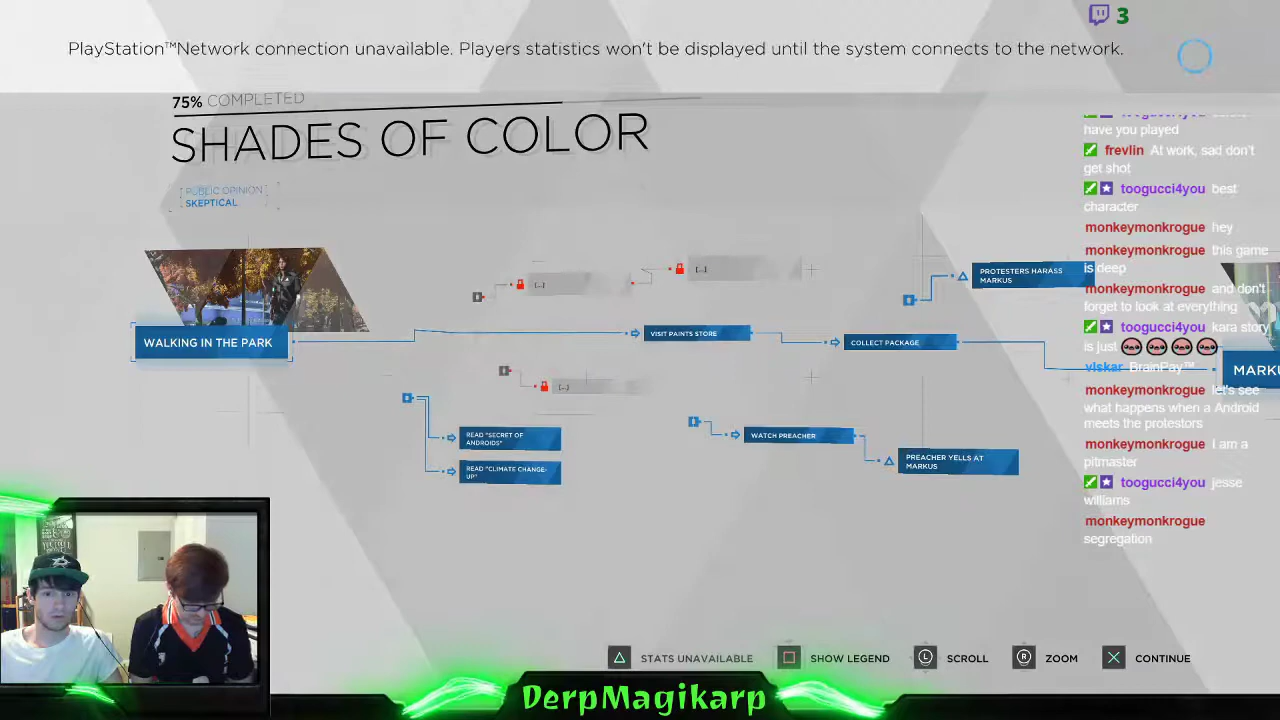 3
PlayStation™Network connection unavailable. Players statistics won't be displayed until the system connects to the network.
75% COMPLETED
SHADES OF COLOR
PUBLIC OPINION
SKEPTICAL
WALKING IN THE PARK
[...]
[...]
VISIT PAINTS STORE
COLLECT PACKAGE
PROTESTERS HARASS
MARKUS
MARKU
[...]
READ "SECRET OF
ANDROIDS"
READ "CLIMATE CHANGE-
UP"
WATCH PREACHER
PREACHER YELLS AT
MARKUS
have you played
frevlin At work, sad don't
get shot
toogucci4you best
character
monkeymonkrogue hey
monkeymonkrogue this game
is deep
monkeymonkrogue and don't
forget to look at everything
toogucci4you kara story
is just
viskar BrainPay™
monkeymonkrogue let's see
what happens when a Android
meets the protestors
monkeymonkrogue I am a
pitmaster
toogucci4you jesse
williams
monkeymonkrogue
segregation
STATS UNAVAILABLE
SHOW LEGEND
L SCROLL
R ZOOM
CONTINUE
DerpMagikarp